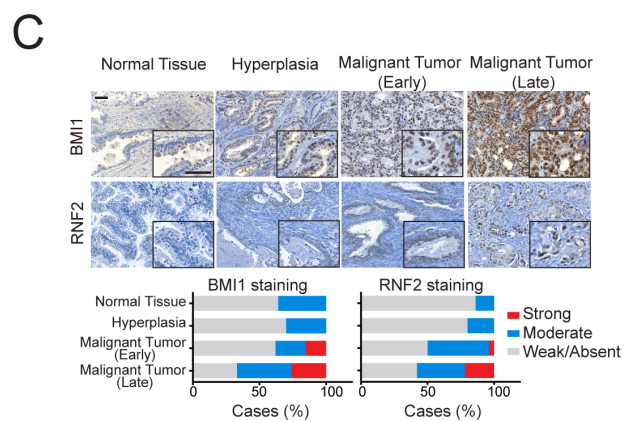 C
Normal Tissue
Hyperplasia
Malignant Tumor
(Early)
Malignant Tumor
(Late)
BMI1
RNF2
BMI1 staining
RNF2 staining
Normal Tissue
Hyperplasia
Malignant Tumor
(Early)
Malignant Tumor
(Late)
0
50
100
Cases (%)
0
50
100
Cases (%)
Strong
Moderate
Weak/Absent